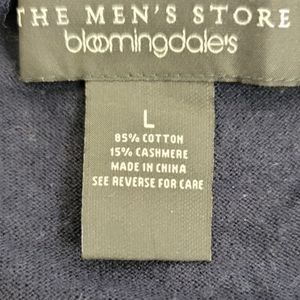 THE MEN'S STORE
bloomingdale's
L
85% COTTON
15% CASHMERE
MADE IN CHINA
SEE REVERSE FOR CARE